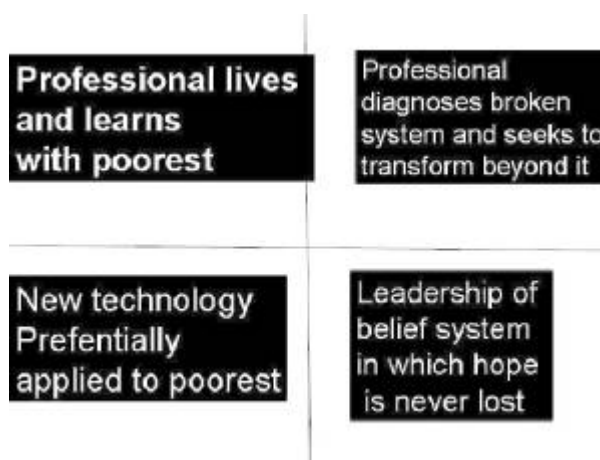 Professional lives
and learns
with poorest
Professional
diagnoses broken
system and seeks to
transform beyond it
New technology
Prefentially
applied to poorest
Leadership of
belief system
in which hope
is never lost